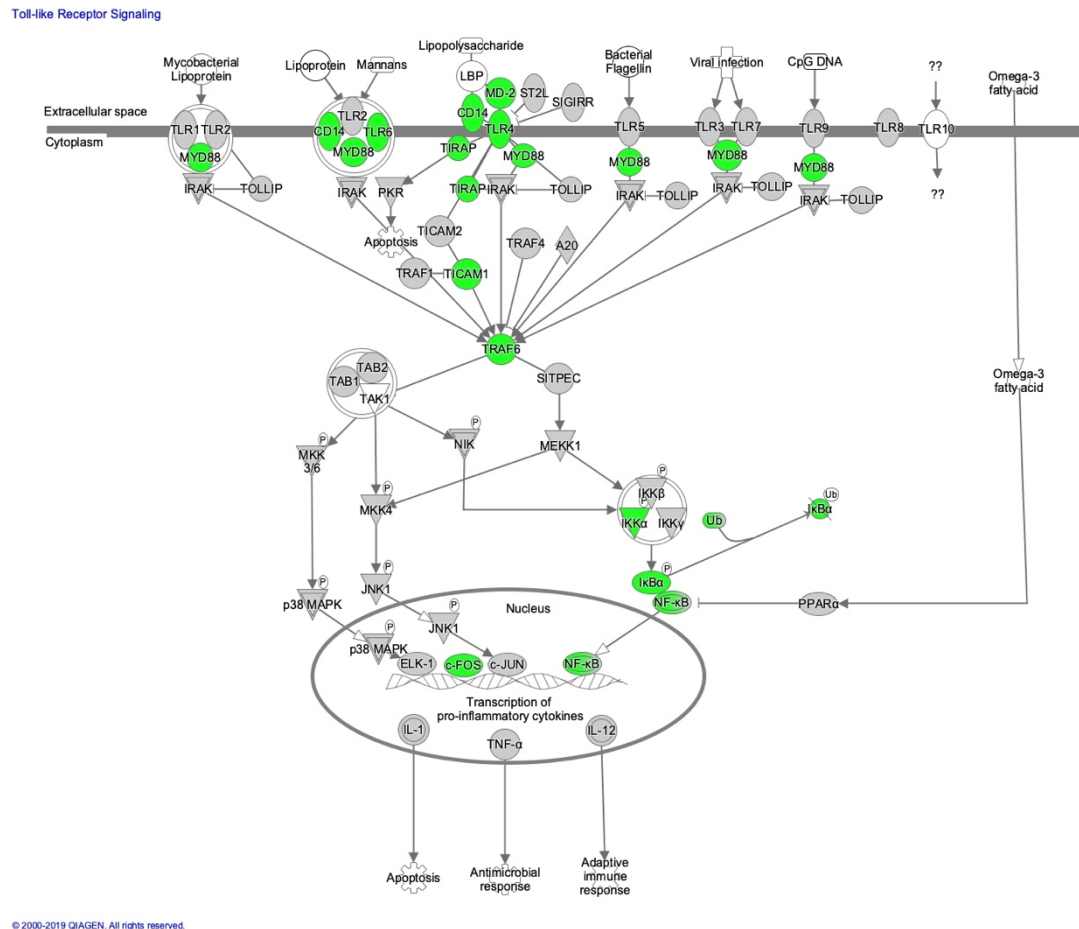 Toll-like Receptor Signaling
Lipopolysaccharide
Mycobacterial
Lipoprotein
Lipoprotein
Mannans
LBP
Bacterial
Flagellin
Viral infection
CpG DNA
??
Omega-3
fatty acid
Extracellular space
Cytoplasm
TLR1
TLR2
MYD88
IRAK
TOLLIP
TLR2
CD14
TLR6
MYD88
IRAK
PKR
Apoptosis
MD-2
ST2L
SIGIRR
CD14
TLR4
TIRAP
MYD88
TIRAP
IRAK
TOLLIP
TICAM2
TRAF1
TICAM1
TRAF4
A20
TLR5
MYD88
IRAK
TOLLIP
TLR3
TLR7
MYD88
IRAK
TOLLIP
TLR9
MYD88
IRAK
TOLLIP
TLR8
TLR10
??
TRAF6
TAB2
TAB1
TAK1
SITPEC
Omega-3
fatty acid
P
MKK
3/6
P
NIK
MEKK1
P
MKK4
P
IKKβ
P
IKKα
IKKγ
Ub
Ub
IκBα
P
IκBα
NF-κB
PPARα
P
p38 MAPK
P
JNK1
Nucleus
P
JNK1
P
p38 MAPK
ELK-1
c-FOS
c-JUN
NF-κB
Transcription of
pro-inflammatory cytokines
IL-1
TNF-α
IL-12
Apoptosis
Antimicrobial
response
Adaptive
immune
response
© 2000-2019 QIAGEN. All rights reserved.